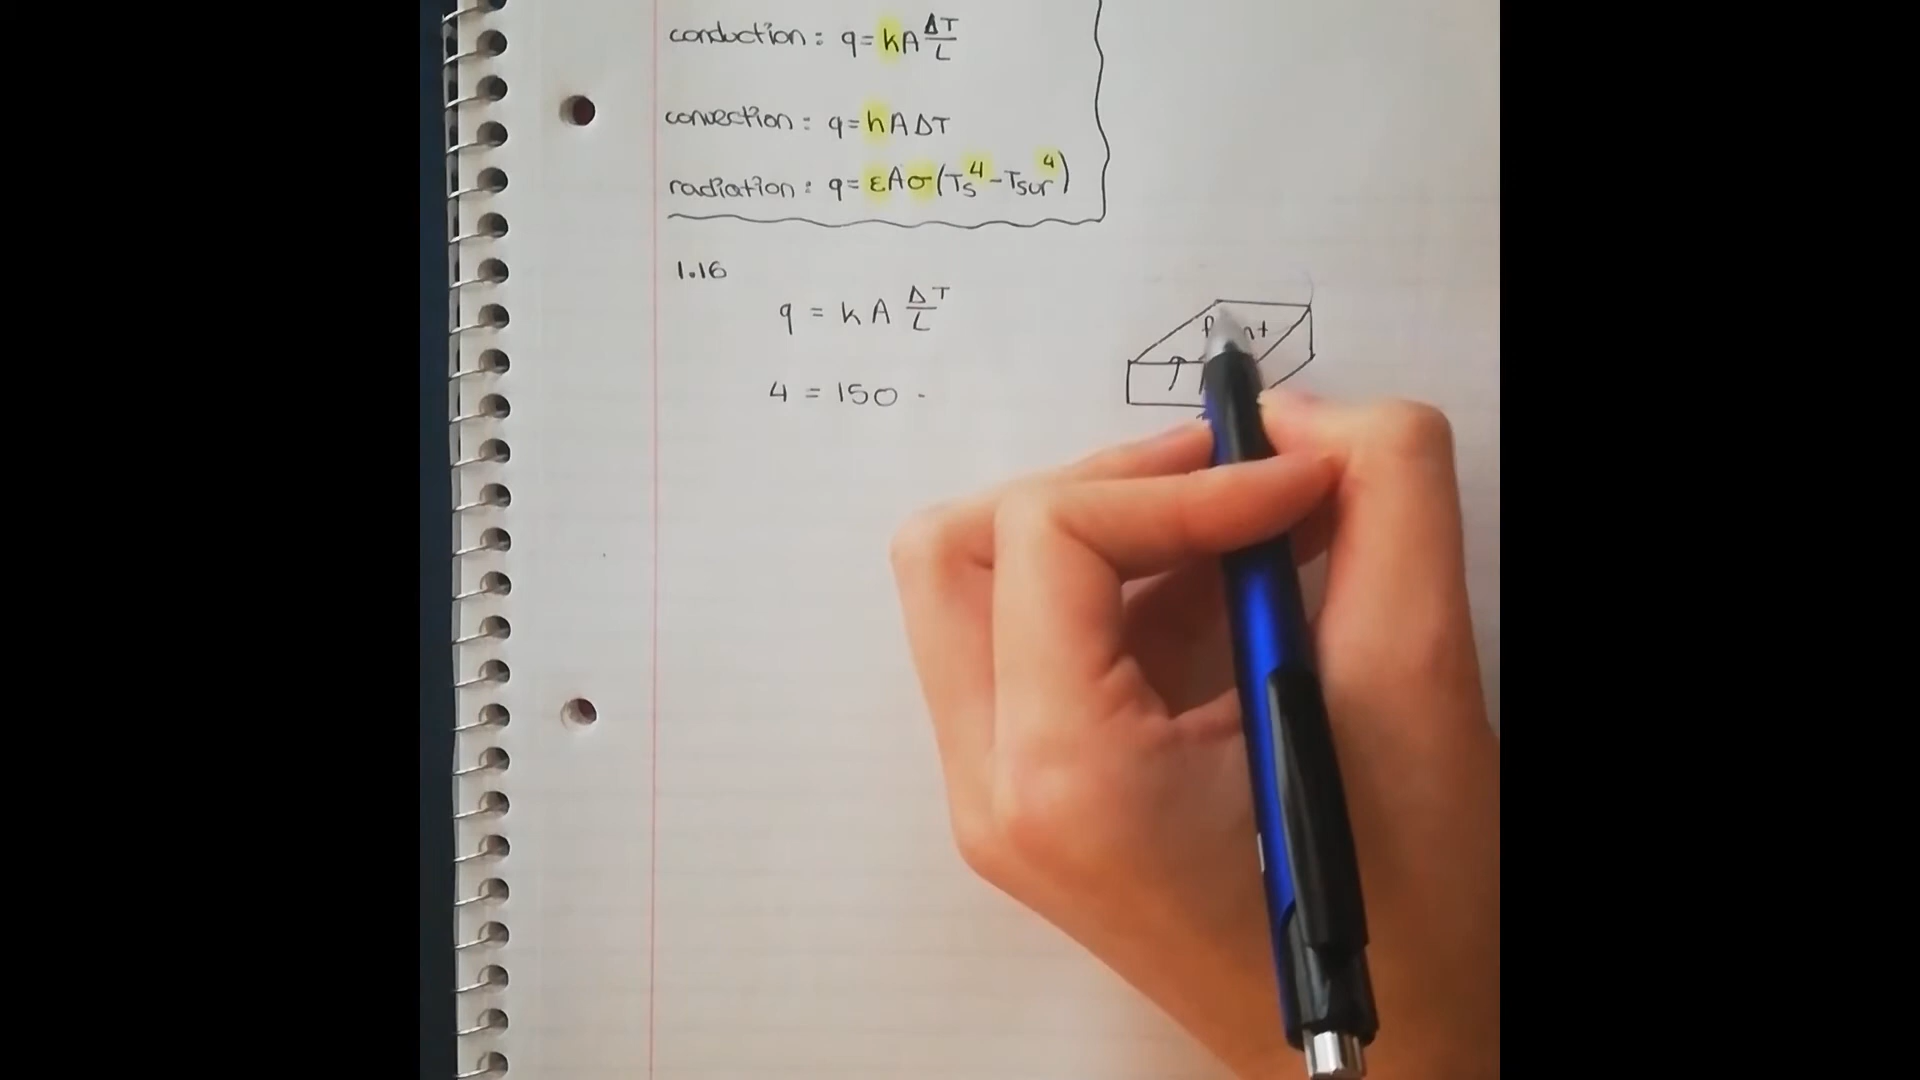 conduction: q = kA ΔT/L
convection: q = hAΔT
radiation: q = εAσ(Ts⁴ - Tsur⁴)
1.16
q = kA ΔT/L
4 = 150 ·